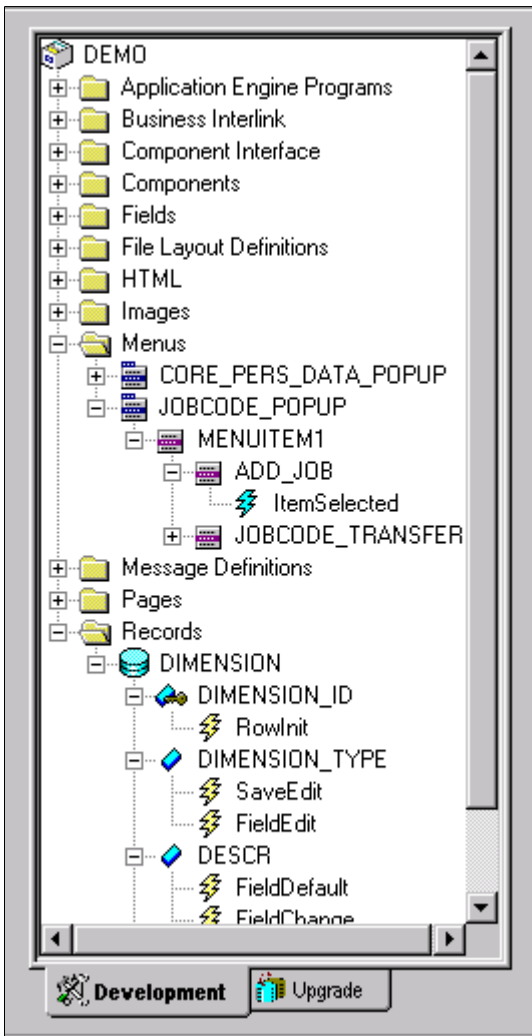 DEMO
Application Engine Programs
Business Interlink
Component Interface
Components
Fields
File Layout Definitions
HTML
Images
Menus
CORE_PERS_DATA_POPUP
JOBCODE_POPUP
MENUITEM1
ADD_JOB
ItemSelected
JOBCODE_TRANSFER
Message Definitions
Pages
Records
DIMENSION
DIMENSION_ID
RowInit
DIMENSION_TYPE
SaveEdit
FieldEdit
DESCR
FieldDefault
FieldChange
Development Upgrade